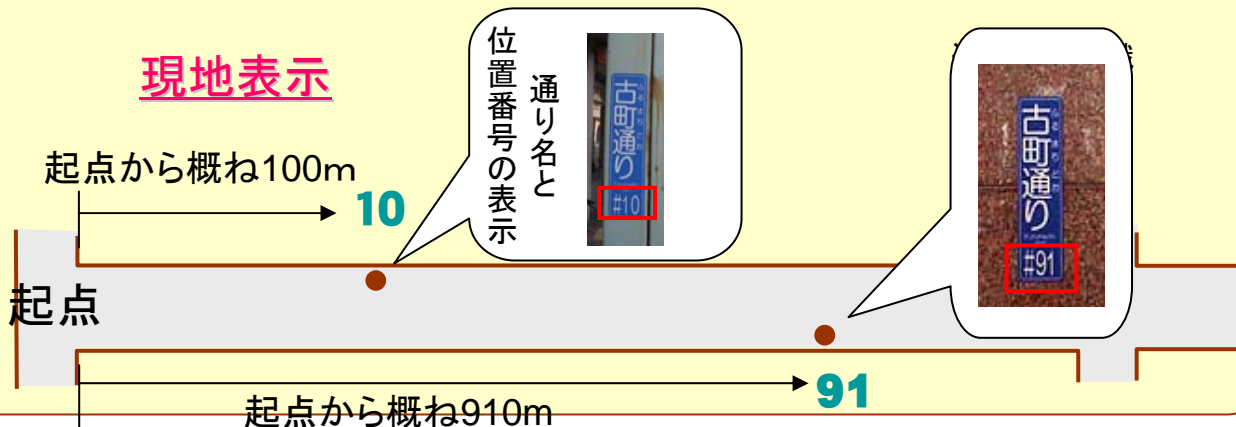 現地表示
起点から概ね100m
10
通り名と
位置番号の表示
古町通り
#10
古町通り
#91
起点
91
起点から概ね910m